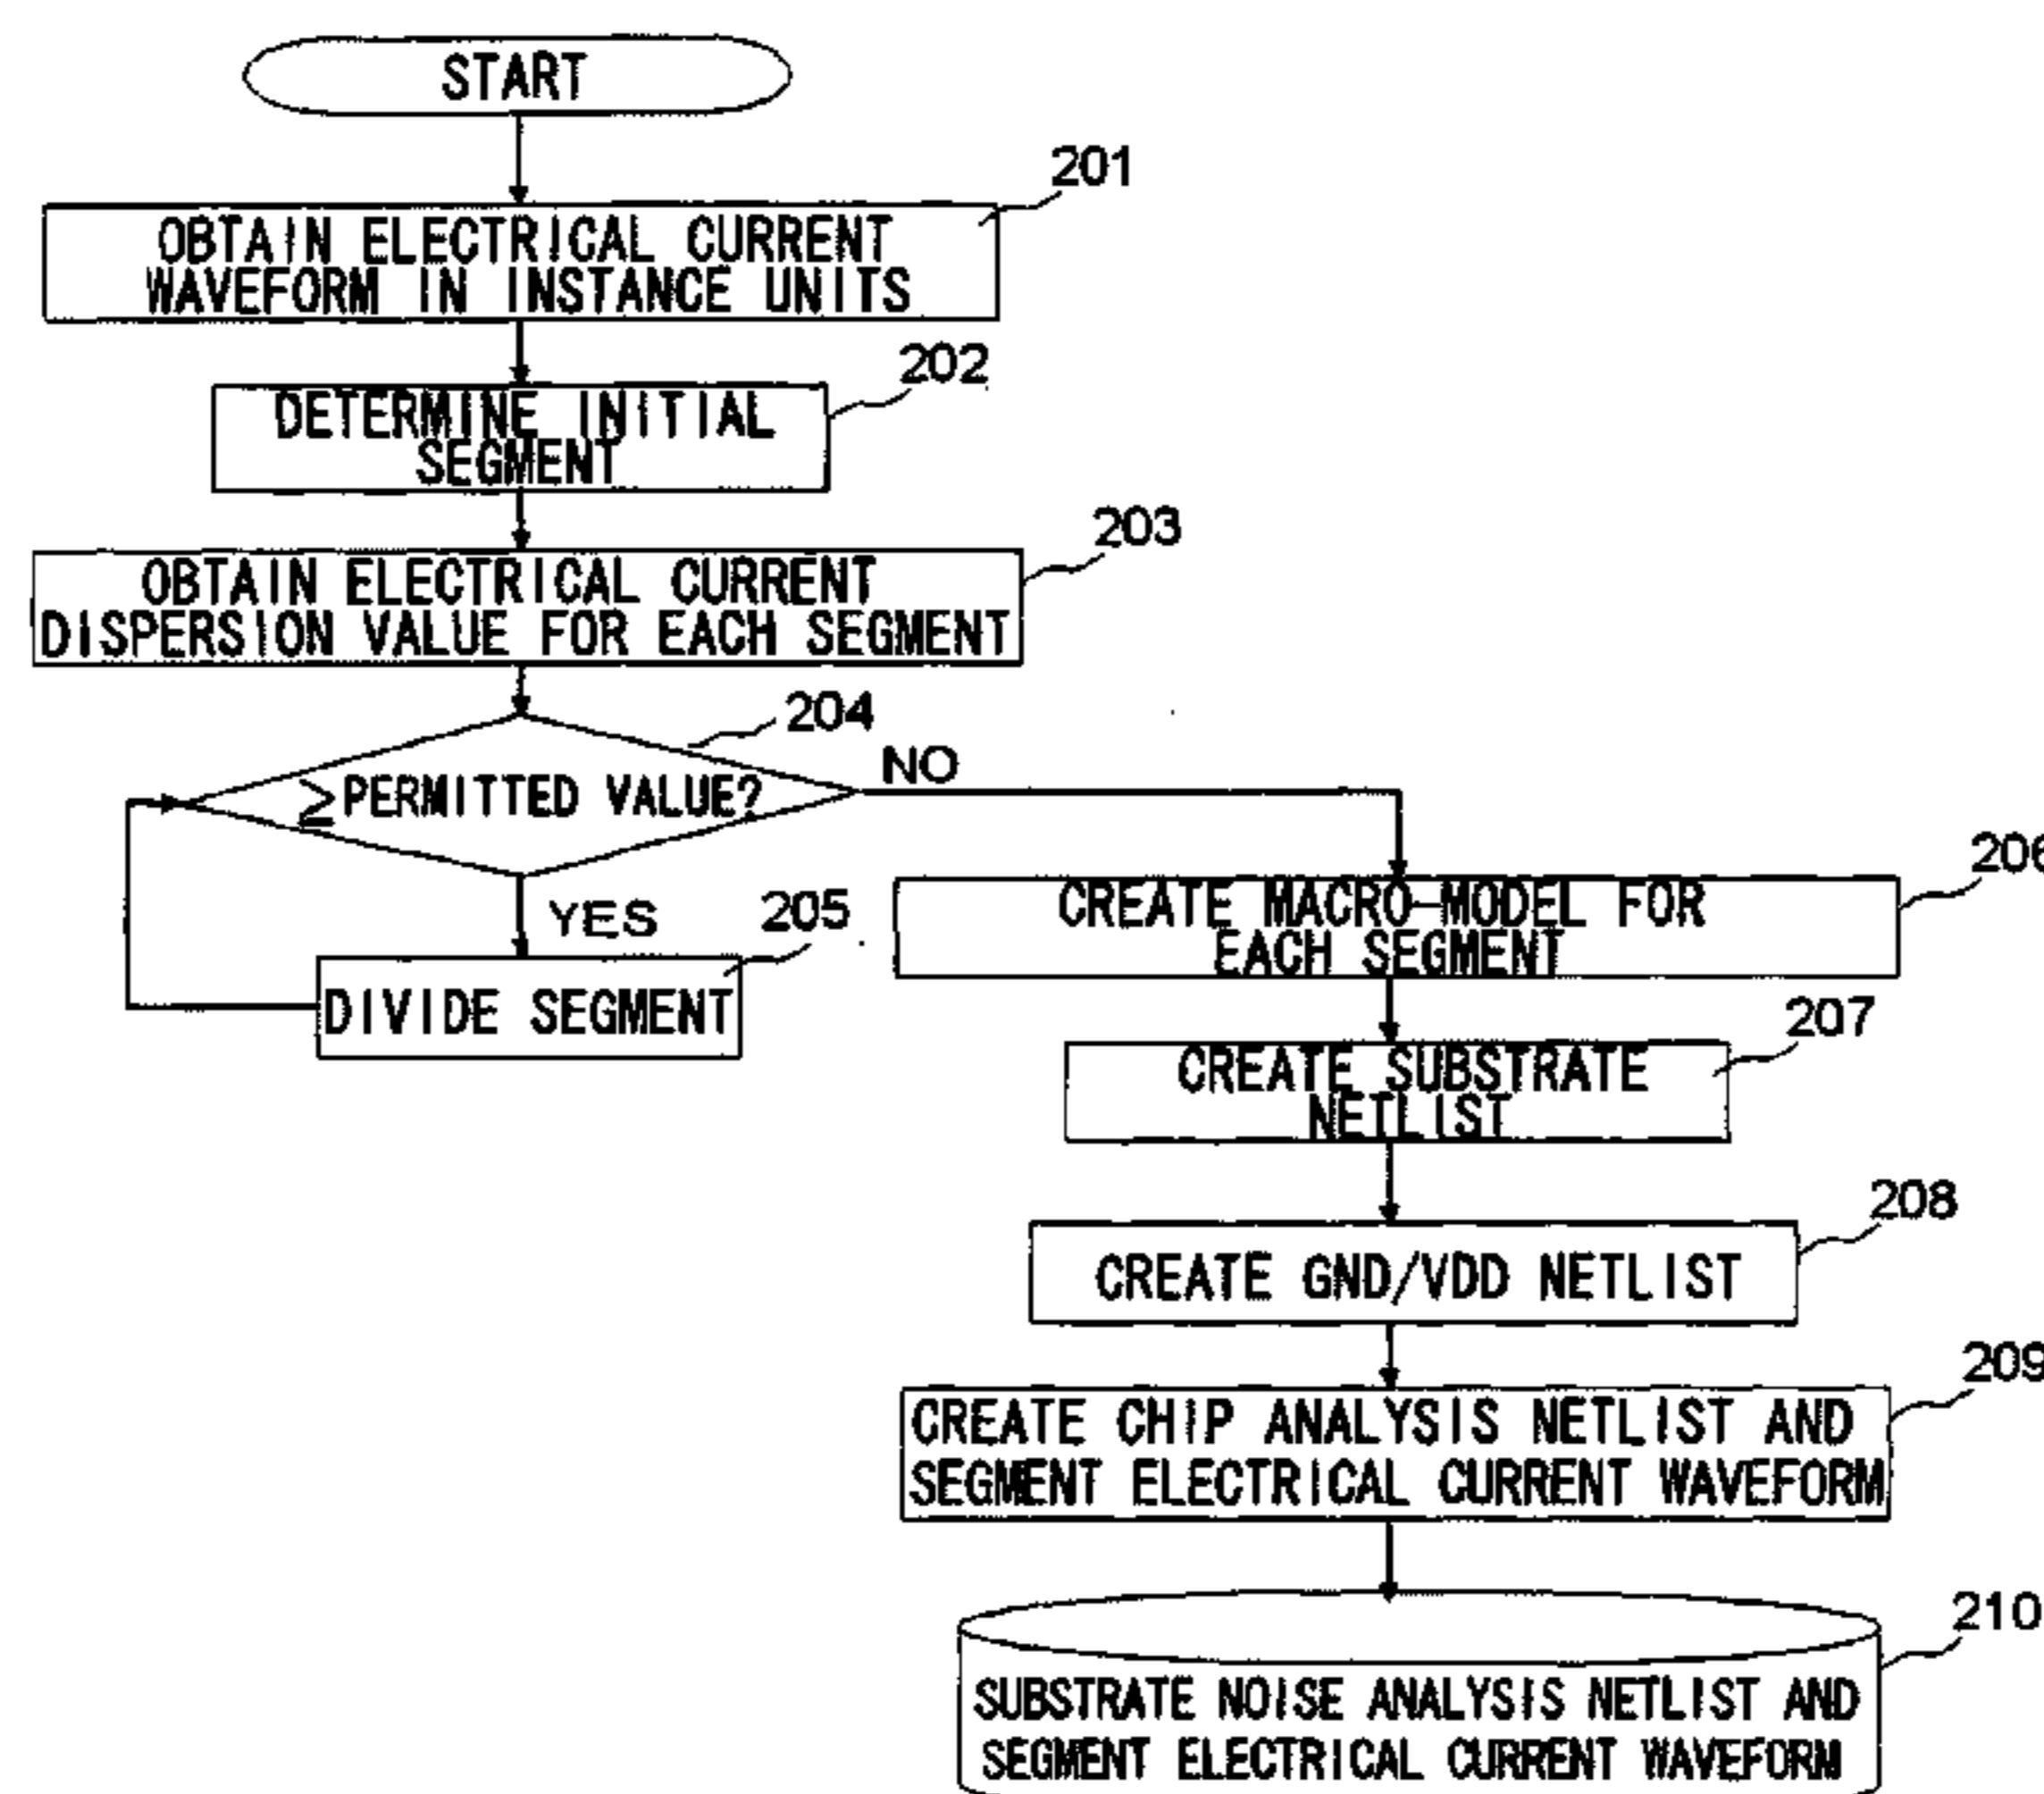 START
201
OBTAIN ELECTRICAL CURRENT
WAVEFORM IN INSTANCE UNITS
202
DETERMINE INITIAL
SEGMENT
203
OBTAIN ELECTRICAL CURRENT
DISPERSION VALUE FOR EACH SEGMENT
204
≥PERMITTED VALUE?
NO
YES
205
DIVIDE SEGMENT
206
CREATE MACRO-MODEL FOR
EACH SEGMENT
207
CREATE SUBSTRATE
NETLIST
208
CREATE GND/VDD NETLIST
209
CREATE CHIP ANALYSIS NETLIST AND
SEGMENT ELECTRICAL CURRENT WAVEFORM
210
SUBSTRATE NOISE ANALYSIS NETLIST AND
SEGMENT ELECTRICAL CURRENT WAVEFORM